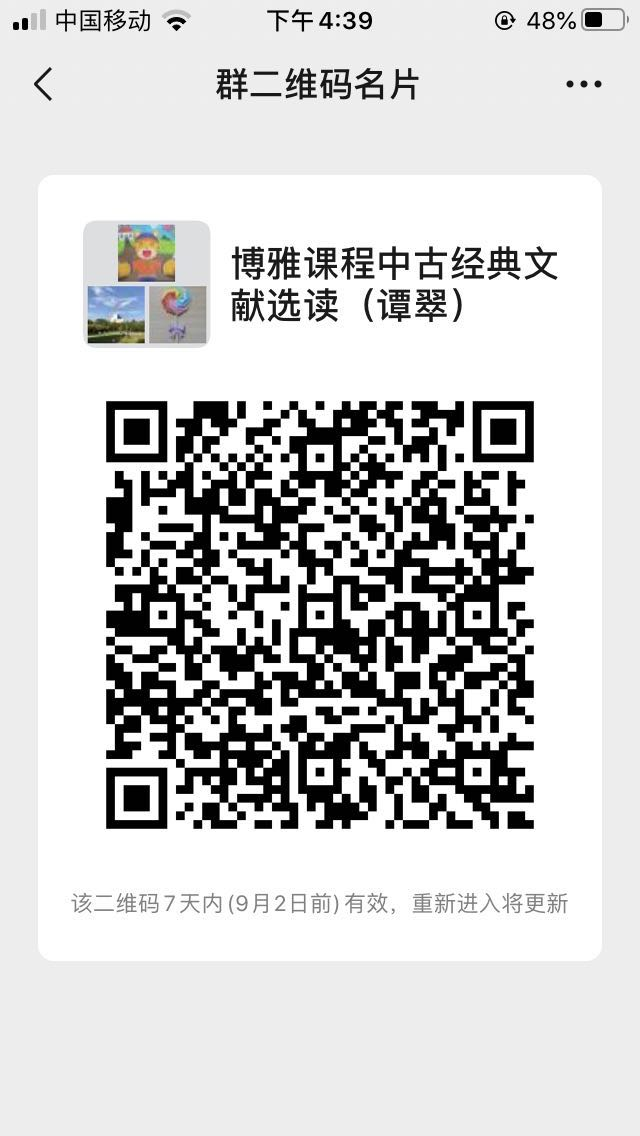 中国移动 下午4:39 48%
群二维码名片
博雅课程中古经典文
献选读（谭翠）
该二维码7天内(9月2日前)有效，重新进入将更新